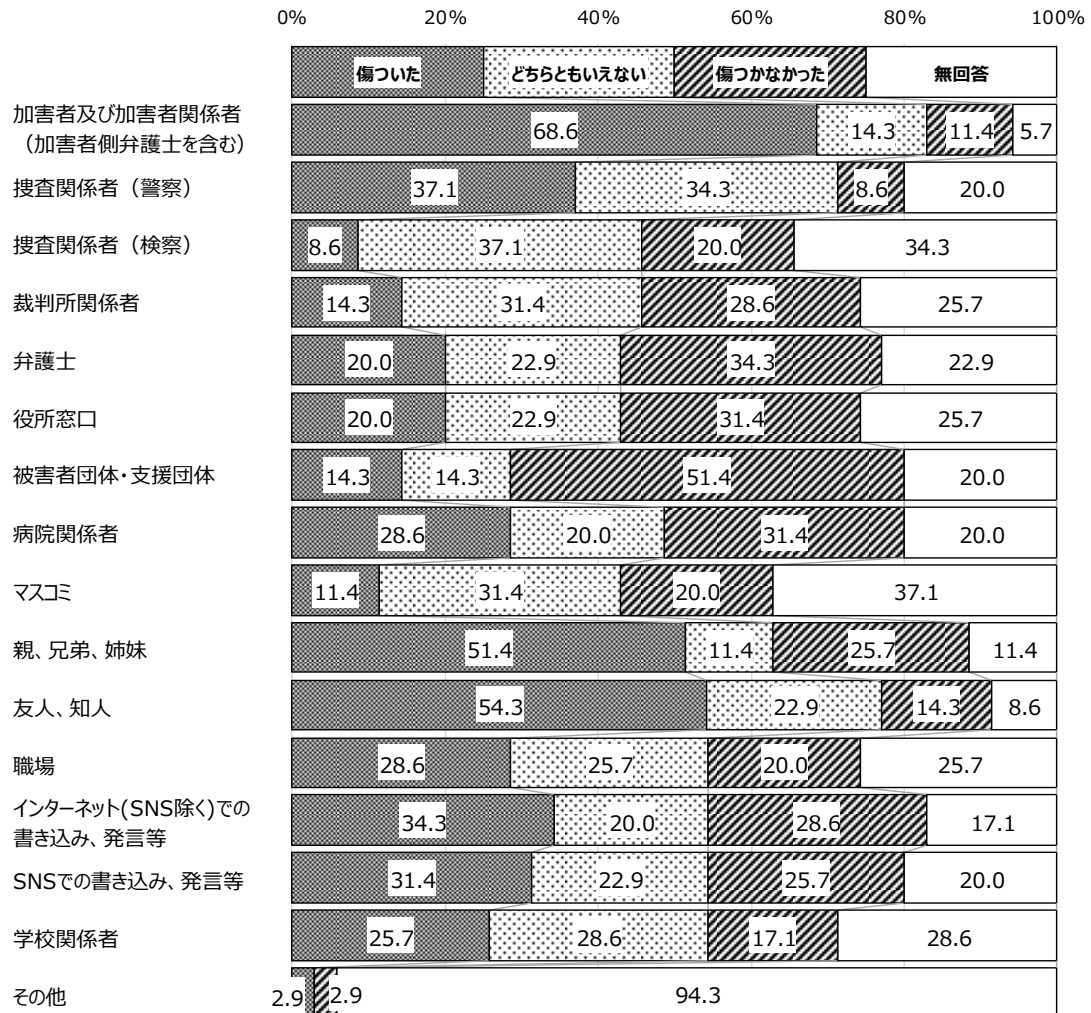 0% 20% 40% 60% 80% 100%
傷ついた どちらともいえない 傷つかなかった 無回答
加害者及び加害者関係者
（加害者側弁護士を含む） 68.6 14.3 11.4 5.7
捜査関係者（警察） 37.1 34.3 8.6 20.0
捜査関係者（検察） 8.6 37.1 20.0 34.3
裁判所関係者 14.3 31.4 28.6 25.7
弁護士 20.0 22.9 34.3 22.9
役所窓口 20.0 22.9 31.4 25.7
被害者団体・支援団体 14.3 14.3 51.4 20.0
病院関係者 28.6 20.0 31.4 20.0
マスコミ 11.4 31.4 20.0 37.1
親、兄弟、姉妹 51.4 11.4 25.7 11.4
友人、知人 54.3 22.9 14.3 8.6
職場 28.6 25.7 20.0 25.7
インターネット(SNS除く)での
書き込み、発言等 34.3 20.0 28.6 17.1
SNSでの書き込み、発言等 31.4 22.9 25.7 20.0
学校関係者 25.7 28.6 17.1 28.6
その他 2.9 2.9 94.3